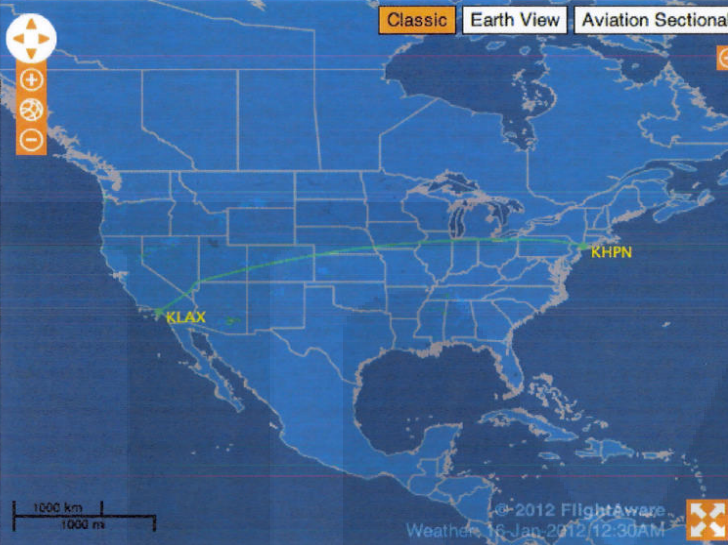 Classic Earth View Aviation Sectional
KHPN
KLAX
1000 km
1000 mi
© 2012 FlightAware
Weather: 16-Jan-2012 12:30AM